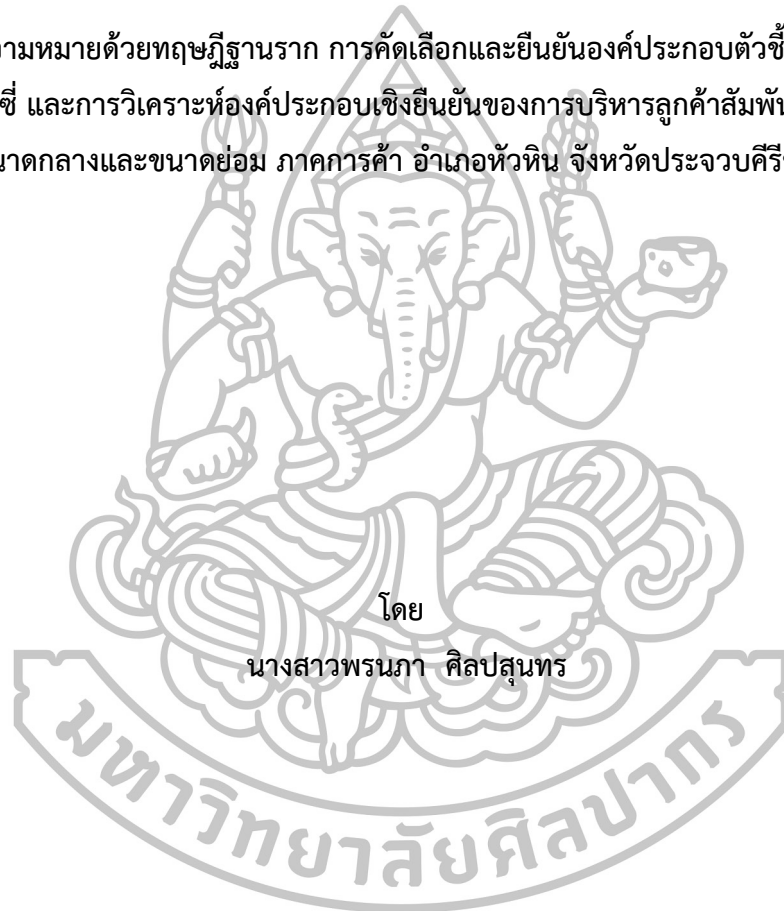 ความหมายด้วยทฤษฎีฐานราก การคัดเลือกและยืนยันองค์ประกอบตัวชี้
ซี่ และการวิเคราะห์องค์ประกอบเชิงยืนยันของการบริหารลูกค้าสัมพัน
นาดกลางและขนาดย่อม ภาคการค้า อำเภอหัวหิน จังหวัดประจวบคีรี
โดย
นางสาวพรนภา ศิลปสุนทร
มหาวิทยาลัยศิลปากร